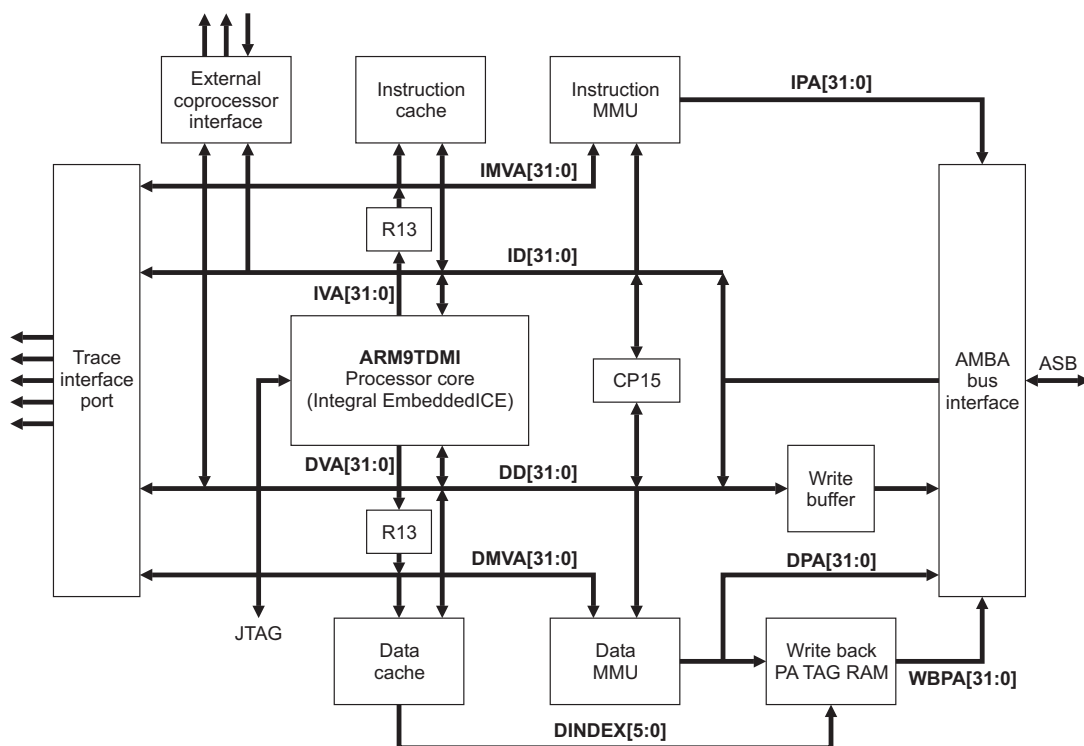 External
coprocessor
interface
Instruction
cache
Instruction
MMU
IPA[31:0]
IMVA[31:0]
R13
ID[31:0]
IVA[31:0]
Trace
interface
port
ARM9TDMI
Processor core
(Integral EmbeddedICE)
CP15
AMBA
bus
interface
ASB
DVA[31:0]
DD[31:0]
Write
buffer
R13
DMVA[31:0]
DPA[31:0]
JTAG
Data
cache
Data
MMU
Write back
PA TAG RAM
WBPA[31:0]
DINDEX[5:0]